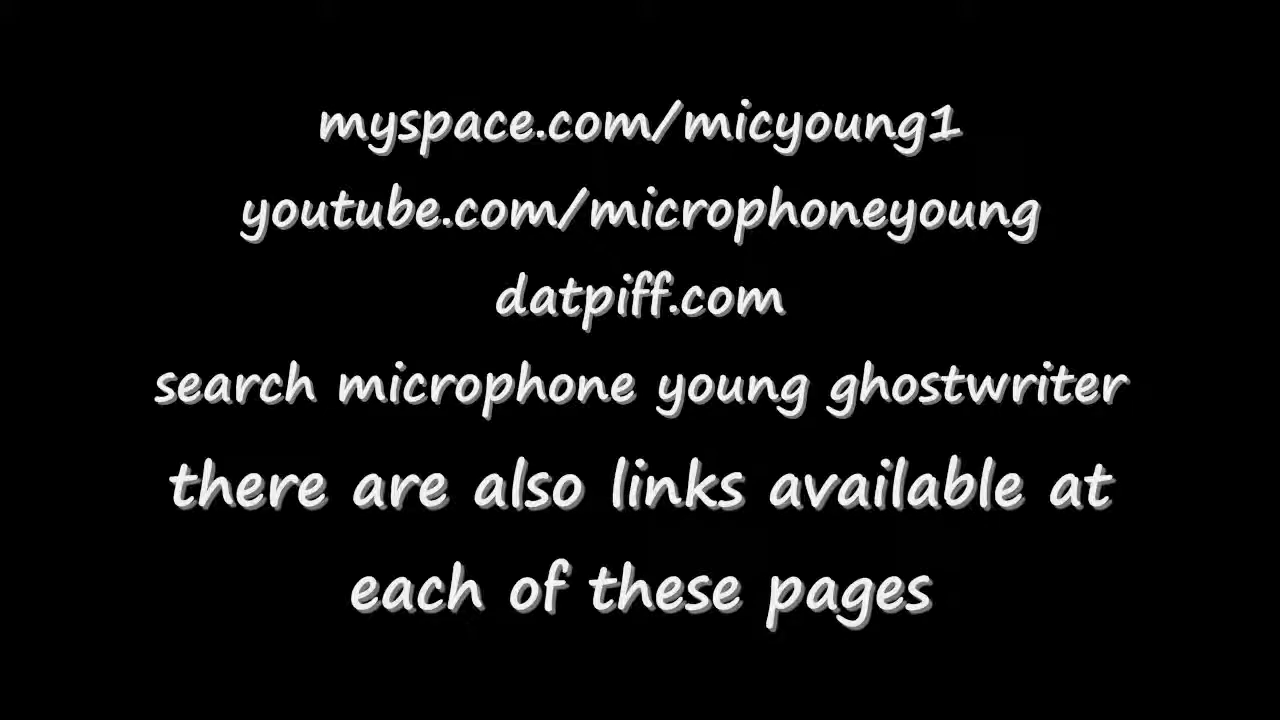 myspace.com/micyoung1
youtube.com/microphoneyoung
datpiff.com
search microphone young ghostwriter
there are also links available at
each of these pages